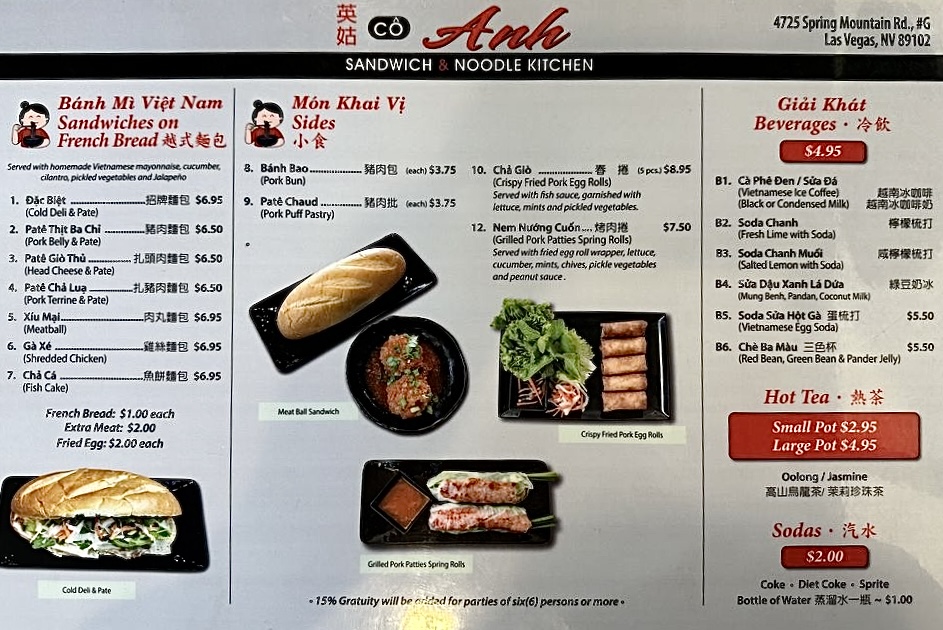 英姑 CÔ Anh
SANDWICH & NOODLE KITCHEN
4725 Spring Mountain Rd., #G
Las Vegas, NV 89102
Bánh Mì Việt Nam
Sandwiches on
French Bread 越式麵包
Served with homemade Vietnamese mayonnaise, cucumber,
cilantro, pickled vegetables and Jalapeño
1. Đặc Biệt 招牌麵包 $6.95
(Cold Deli & Pate)
2. Patê Thịt Ba Chỉ 豬肉麵包 $6.50
(Pork Belly & Pate)
3. Patê Giò Thủ 扎頭肉麵包 $6.50
(Head Cheese & Pate)
4. Patê Chả Luạ 扎豬肉麵包 $6.50
(Pork Terrine & Pate)
5. Xíu Mại 肉丸麵包 $6.95
(Meatball)
6. Gà Xé 雞絲麵包 $6.95
(Shredded Chicken)
7. Chả Cá 魚餅麵包 $6.95
(Fish Cake)
French Bread: $1.00 each
Extra Meat: $2.00
Fried Egg: $2.00 each
Cold Deli & Pate
Món Khai Vị
Sides
小食
8. Bánh Bao 豬肉包 (each) $3.75
(Pork Bun)
9. Patê Chaud 豬肉批 (each) $3.75
(Pork Puff Pastry)
10. Chả Giò 春 捲 (5 pcs.) $8.95
(Crispy Fried Pork Egg Rolls)
Served with fish sauce, garnished with
lettuce, mints and pickled vegetables.
12. Nem Nướng Cuốn 烤肉捲 $7.50
(Grilled Pork Patties Spring Rolls)
Served with fried egg roll wrapper, lettuce,
cucumber, mints, chives, pickle vegetables
and peanut sauce .
Meat Ball Sandwich
Crispy Fried Pork Egg Rolls
Grilled Pork Patties Spring Rolls
15% Gratuity will be added for parties of six(6) persons or more
Giải Khát
Beverages · 冷飲
$4.95
B1. Cà Phê Đen / Sữa Đá
(Vietnamese Ice Coffee) 越南冰咖啡
(Black or Condensed Milk) 越南冰咖啡奶
B2. Soda Chanh 檸檬梳打
(Fresh Lime with Soda)
B3. Soda Chanh Muối 咸檸檬梳打
(Salted Lemon with Soda)
B4. Sữa Dậu Xanh Lá Dứa 綠豆奶冰
(Mung Benh, Pandan, Coconut Milk)
B5. Soda Sữa Hột Gà 蛋梳打 $5.50
(Vietnamese Egg Soda)
B6. Chè Ba Màu 三色杯 $5.50
(Red Bean, Green Bean & Pander Jelly)
Hot Tea · 熱茶
Small Pot $2.95
Large Pot $4.95
Oolong / Jasmine
高山烏龍茶/ 茉莉珍珠茶
Sodas · 汽水
$2.00
Coke • Diet Coke • Sprite
Bottle of Water 蒸溜水一瓶 ~ $1.00